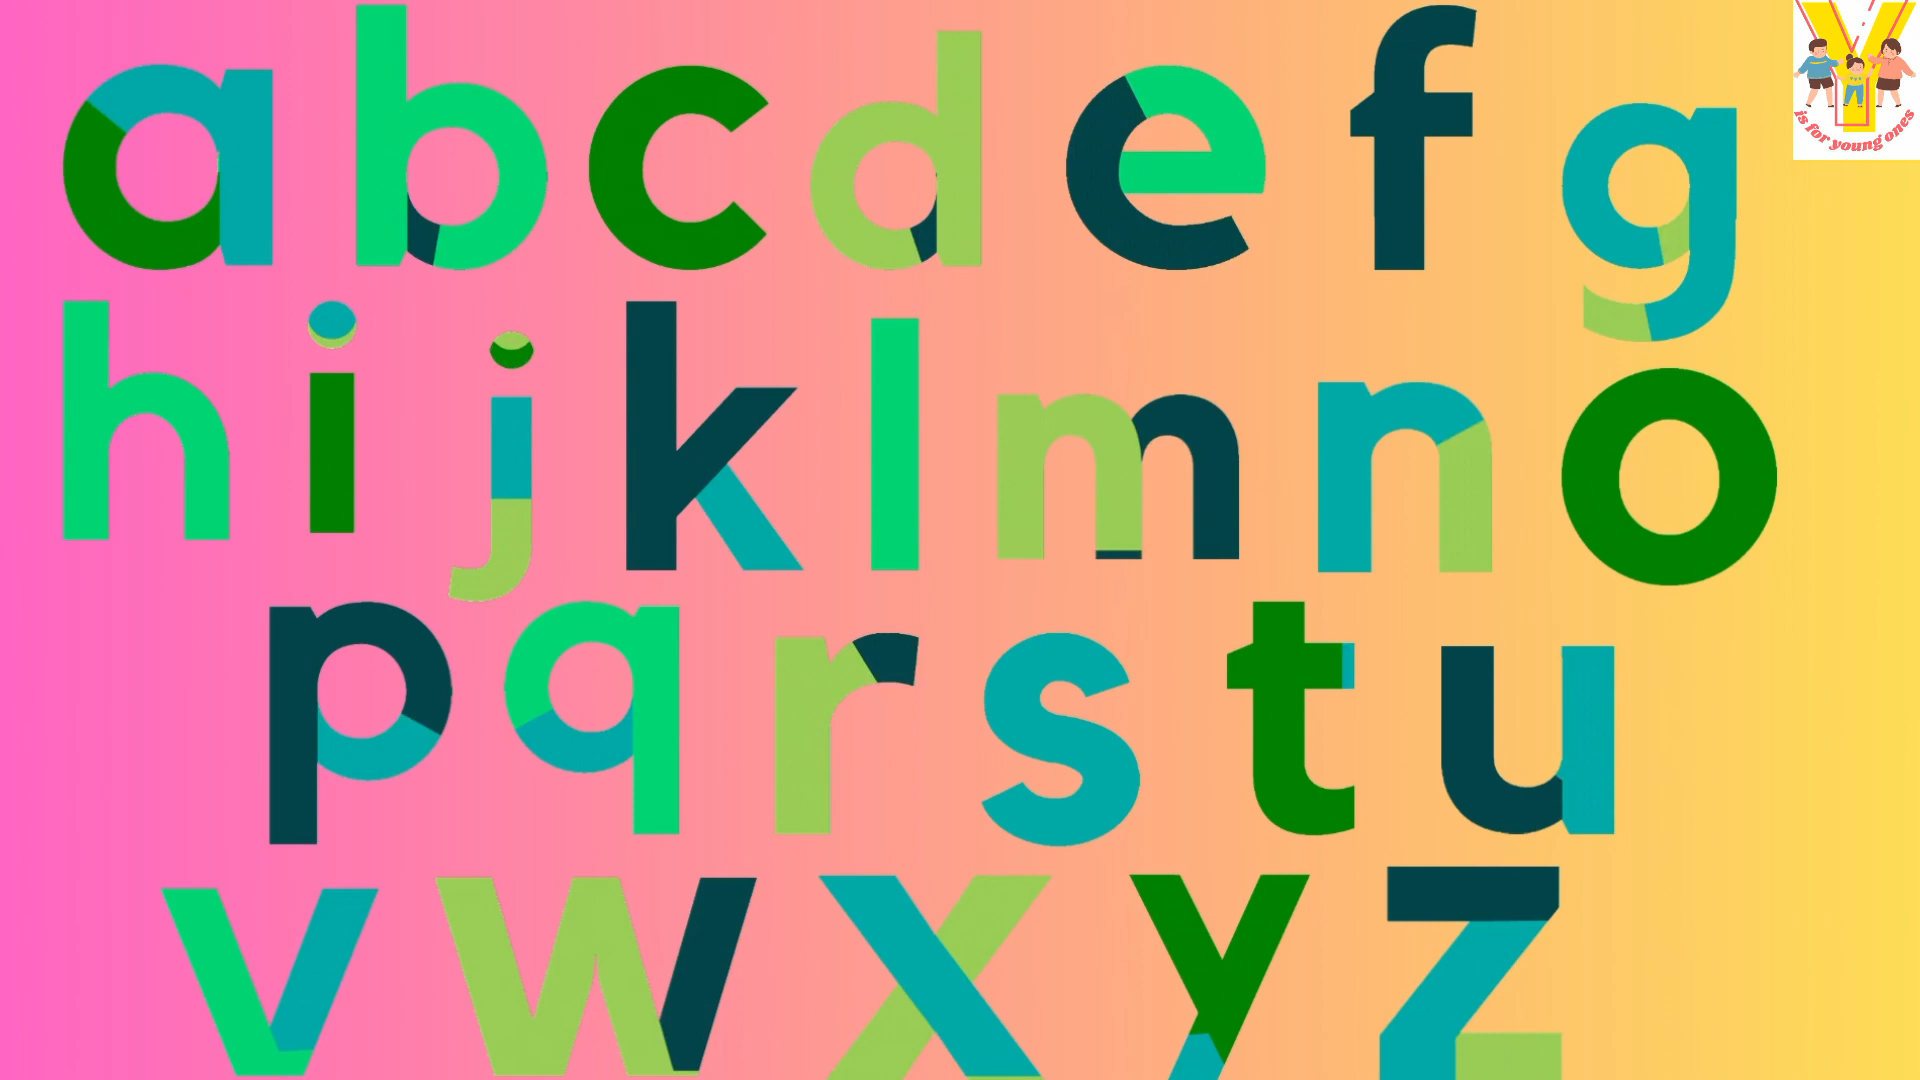 a b c d e f g
h i j k l m n o
p q r s t u
v w x y z
Y
is for young ones